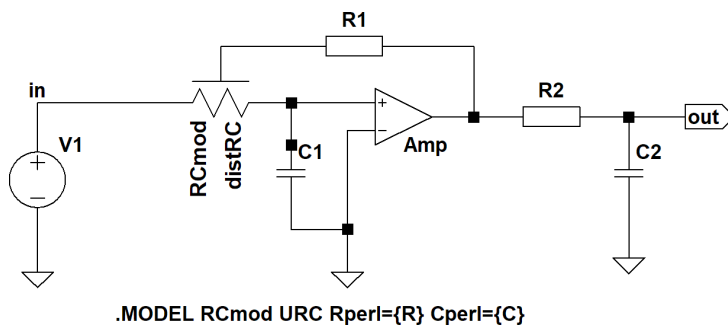 R1
in
R2
out
V1
RCmod
distRC
C1
+
−
Amp
C2
+
−
.MODEL RCmod URC Rperl={R} Cperl={C}